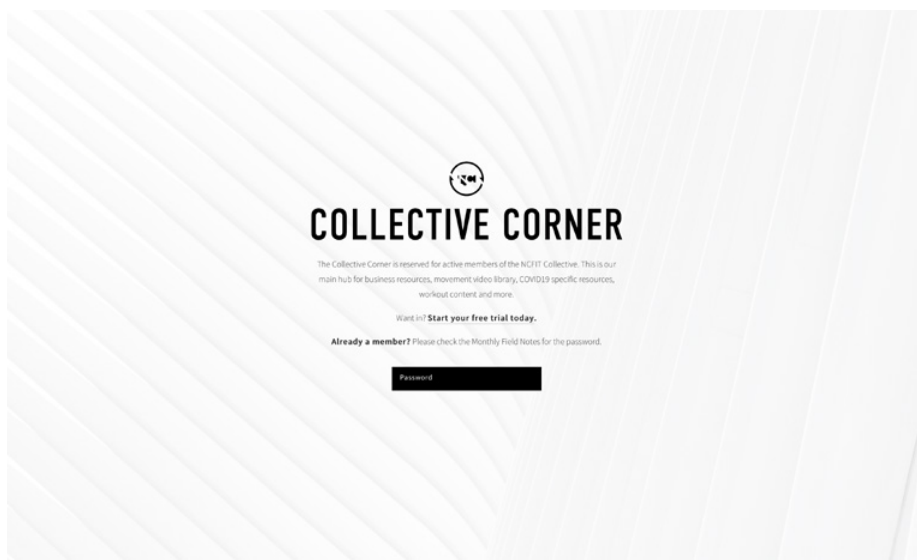 NC
COLLECTIVE CORNER
The Collective Corner is reserved for active members of the NCFIT Collective. This is our
main hub for business resources, movement video library, COVID19 specific resources,
workout content and more.
Want in? Start your free trial today.
Already a member? Please check the Monthly Field Notes for the password.
Password